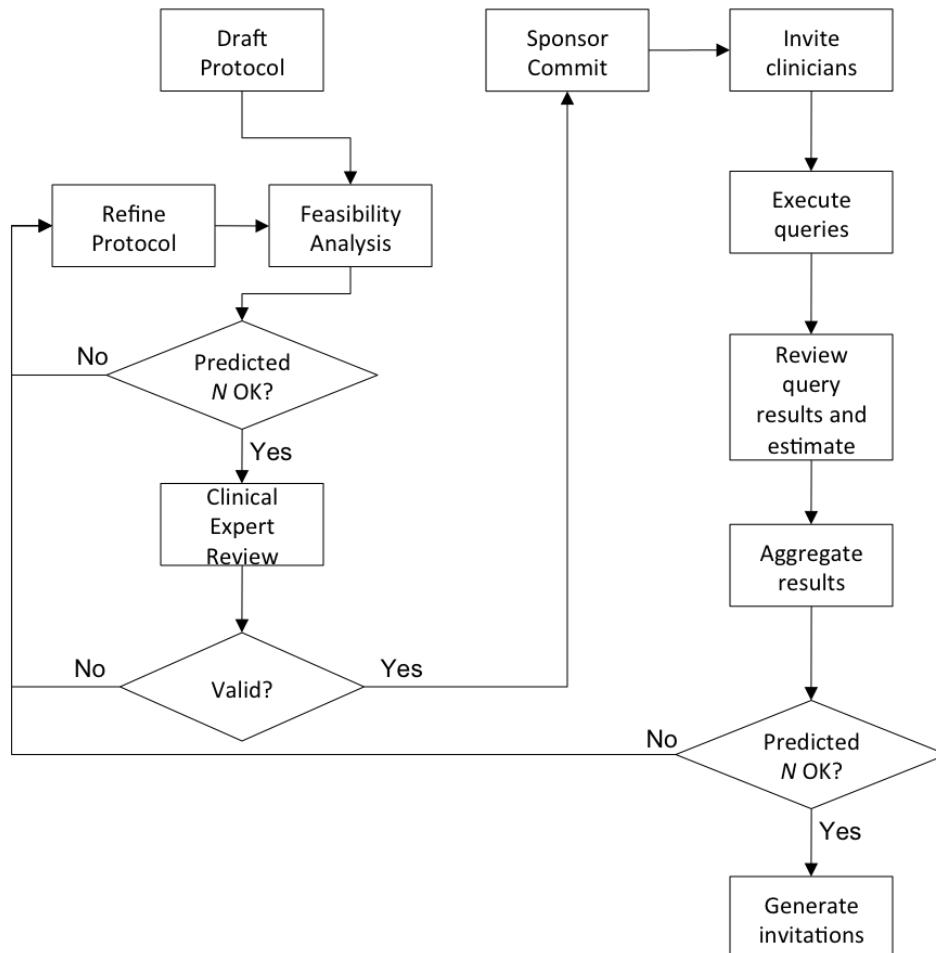 Draft
Protocol
Sponsor
Commit
Invite
clinicians
Refine
Protocol
Feasibility
Analysis
Execute
queries
No
Predicted
N OK?
Yes
Review
query
results and
estimate
Clinical
Expert
Review
Aggregate
results
No
Valid?
Yes
No
Predicted
N OK?
Yes
Generate
invitations